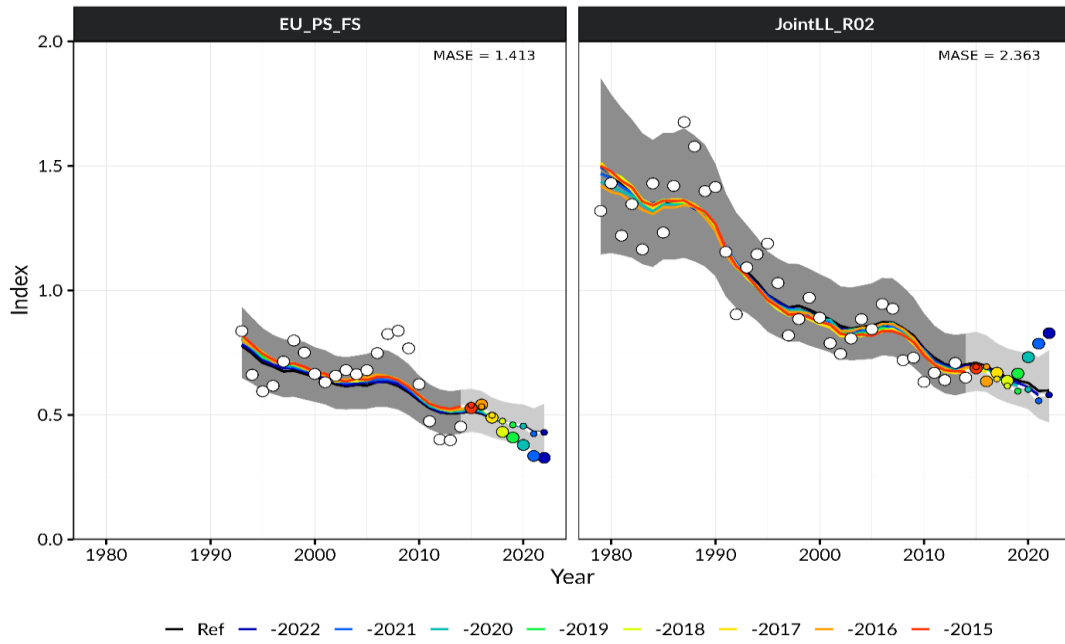 EU_PS_FS
JointLL_R02
MASE = 1.413
MASE = 2.363
2.0
1.5
1.0
0.5
0.0
Index
1980 1990 2000 2010 2020
1980 1990 2000 2010 2020
Year
Ref -2022 -2021 -2020 -2019 -2018 -2017 -2016 -2015